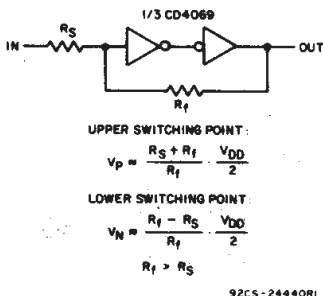 1/3 CD4069
IN
RS
OUT
Rf
UPPER SWITCHING POINT:
VP ≈ (RS + Rf) / Rf · VDD / 2
LOWER SWITCHING POINT:
VN ≈ (Rf - RS) / Rf · VDD / 2
Rf > RS
92CS-24440RI